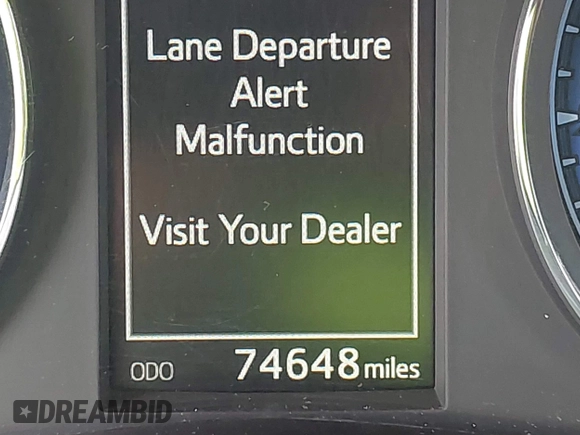 Lane Departure
Alert
Malfunction
Visit Your Dealer
ODO 74648 miles
DREAMBID